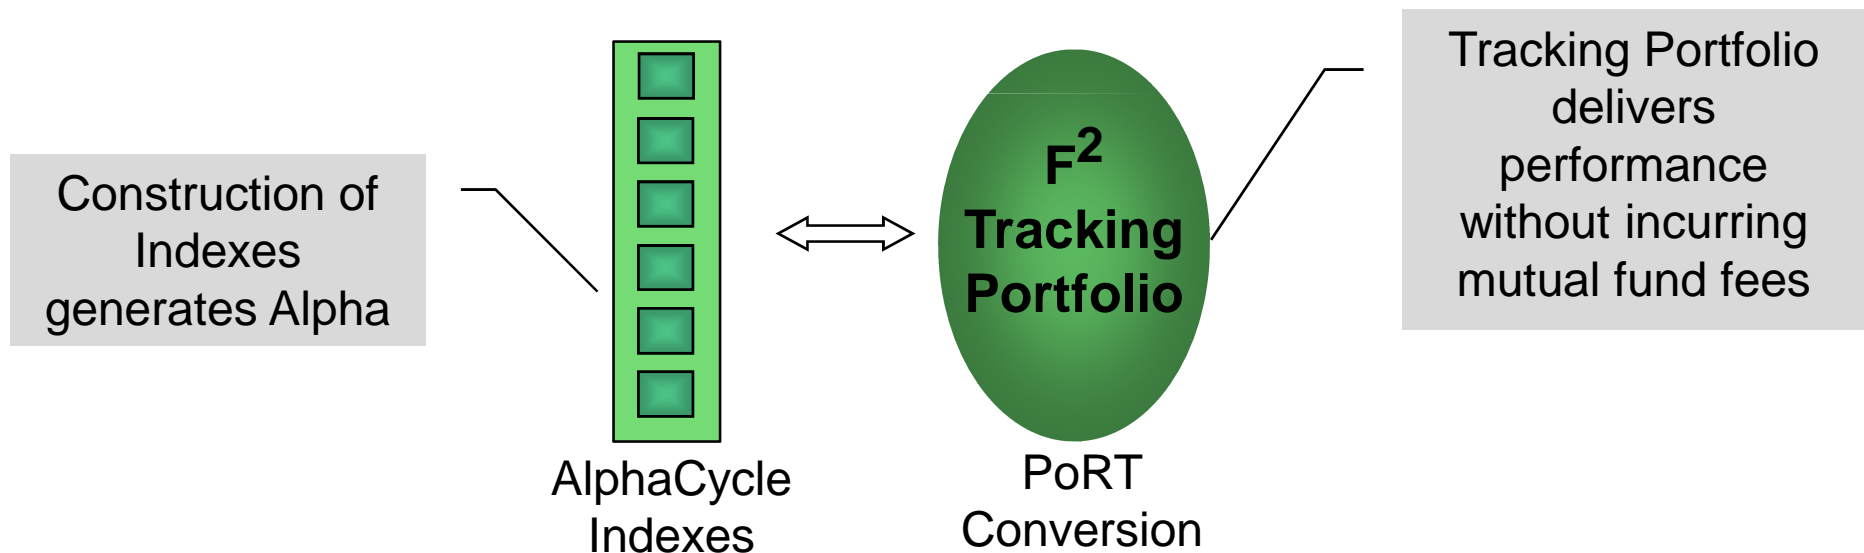 Construction of
Indexes
generates Alpha
AlphaCycle
Indexes
F²
Tracking
Portfolio
PoRT
Conversion
Tracking Portfolio
delivers
performance
without incurring
mutual fund fees